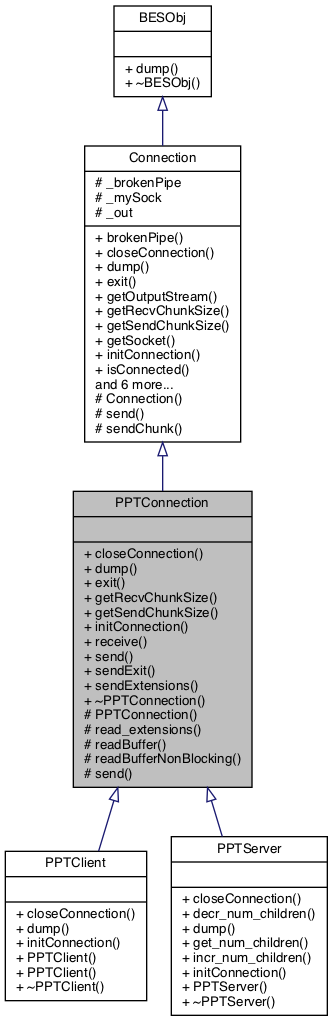 BESObj
+ dump()
+ ~BESObj()
Connection
# _brokenPipe
# _mySock
# _out
+ brokenPipe()
+ closeConnection()
+ dump()
+ exit()
+ getOutputStream()
+ getRecvChunkSize()
+ getSendChunkSize()
+ getSocket()
+ initConnection()
+ isConnected()
and 6 more...
# Connection()
# send()
# sendChunk()
PPTConnection
+ closeConnection()
+ dump()
+ exit()
+ getRecvChunkSize()
+ getSendChunkSize()
+ initConnection()
+ receive()
+ send()
+ sendExit()
+ sendExtensions()
+ ~PPTConnection()
# PPTConnection()
# read_extensions()
# readBuffer()
# readBufferNonBlocking()
# send()
PPTClient
+ closeConnection()
+ dump()
+ initConnection()
+ PPTClient()
+ PPTClient()
+ ~PPTClient()
PPTServer
+ closeConnection()
+ decr_num_children()
+ dump()
+ get_num_children()
+ incr_num_children()
+ initConnection()
+ PPTServer()
+ ~PPTServer()